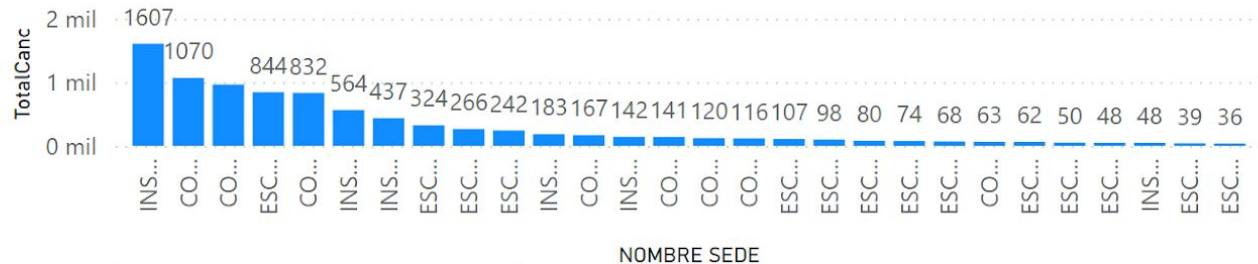 2 mil
1 mil
0 mil
TotalCanc
1607
1070
844
832
564
437
324
266
242
183
167
142
141
120
116
107
98
80
74
68
63
62
50
48
48
39
36
INS...
CO...
CO...
ESC...
CO...
INS...
INS...
ESC...
ESC...
ESC...
INS...
CO...
INS...
CO...
CO...
CO...
ESC...
ESC...
ESC...
ESC...
ESC...
CO...
ESC...
ESC...
ESC...
INS...
ESC...
ESC...
NOMBRE SEDE